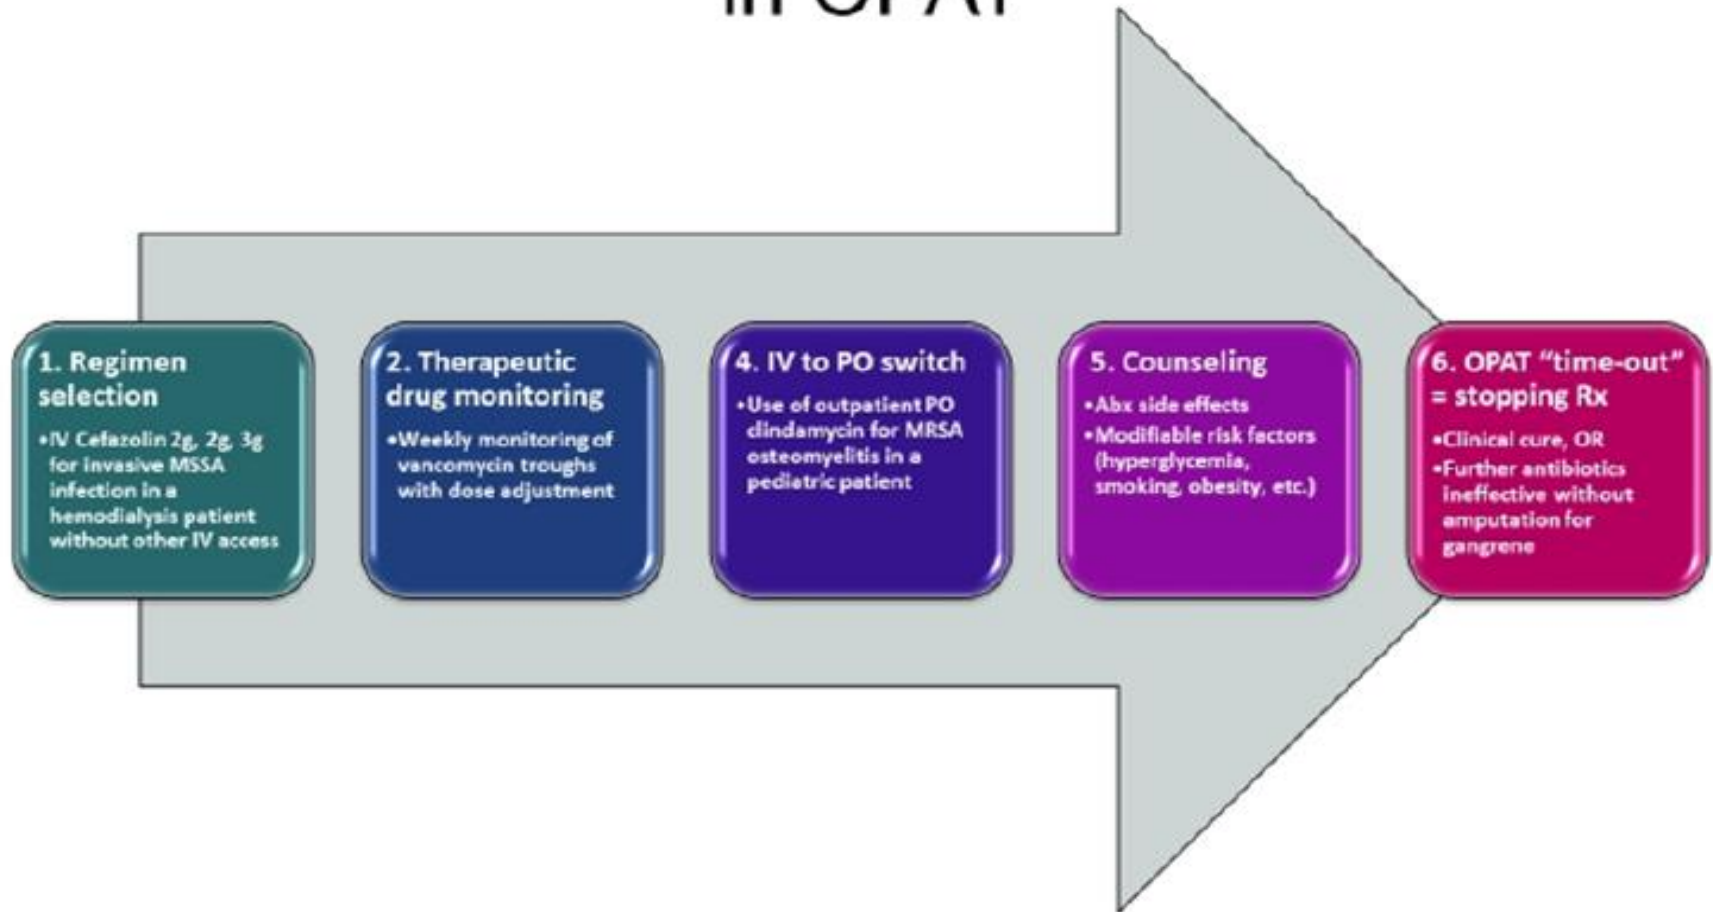 in OPAT
1. Regimen
selection
•IV Cefazolin 2g, 2g, 3g
for invasive MSSA
infection in a
hemodialysis patient
without other IV access
2. Therapeutic
drug monitoring
•Weekly monitoring of
vancomycin troughs
with dose adjustment
4. IV to PO switch
•Use of outpatient PO
clindamycin for MRSA
osteomyelitis in a
pediatric patient
5. Counseling
•Abx side effects
•Modifiable risk factors
(hyperglycemia,
smoking, obesity, etc.)
6. OPAT “time-out”
= stopping Rx
•Clinical cure, OR
•Further antibiotics
ineffective without
amputation for
gangrene